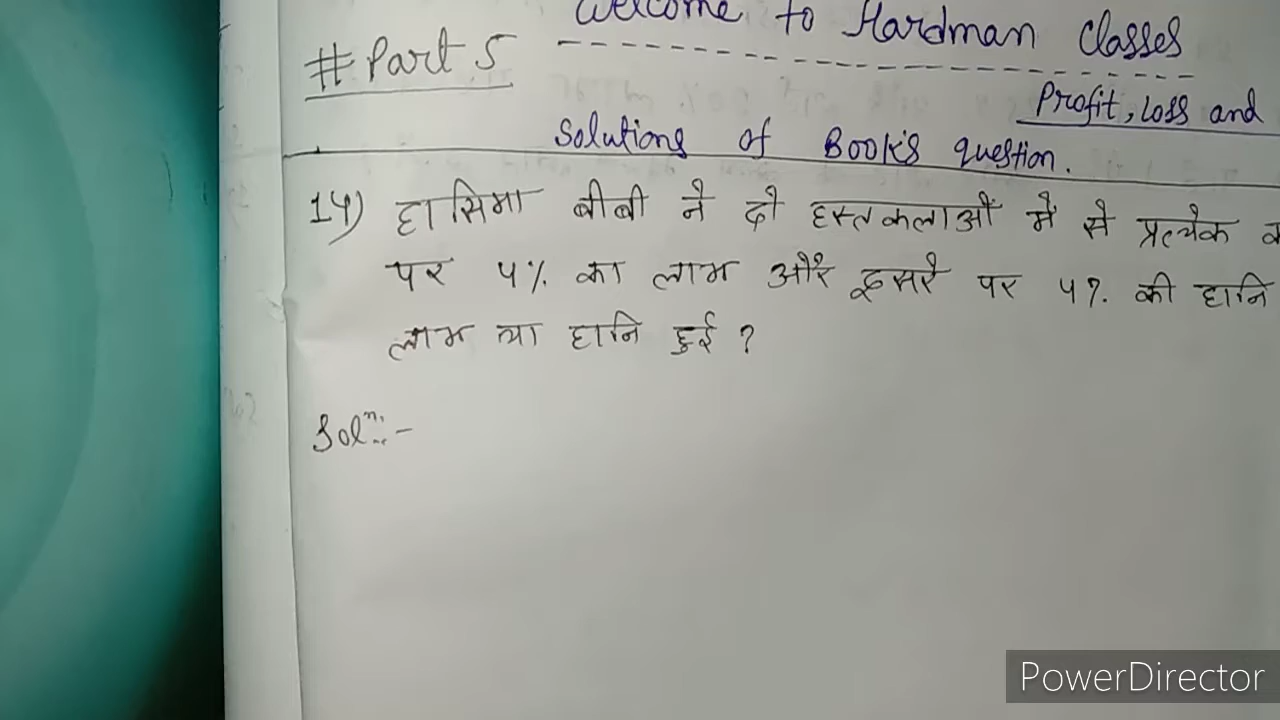 Welcome to Hardman Classes
# Part 5
Profit, Loss and
Solutions of Book's question.
14) हासिमा बीबी ने दो हस्तकलाओं में से प्रत्येक
पर 4% का लाभ और दूसरे पर 4% की हानि
लाभ या हानि हुई ?
Solⁿ:-
PowerDirector